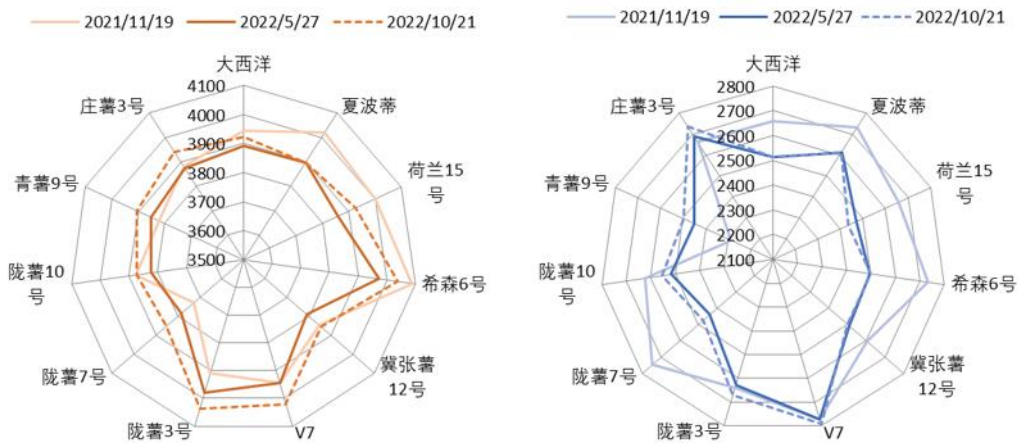 2021/11/19
2022/5/27
2022/10/21
大西洋
4100
4000
3900
3800
3700
3600
3500
夏波蒂
荷兰15
号
希森6号
冀张薯
12号
V7
陇薯3号
陇薯7号
陇薯10
号
青薯9号
庄薯3号
2021/11/19
2022/5/27
2022/10/21
大西洋
2800
2700
2600
2500
2400
2300
2200
2100
夏波蒂
荷兰15
号
希森6号
冀张薯
12号
V7
陇薯3号
陇薯7号
陇薯10
号
青薯9号
庄薯3号